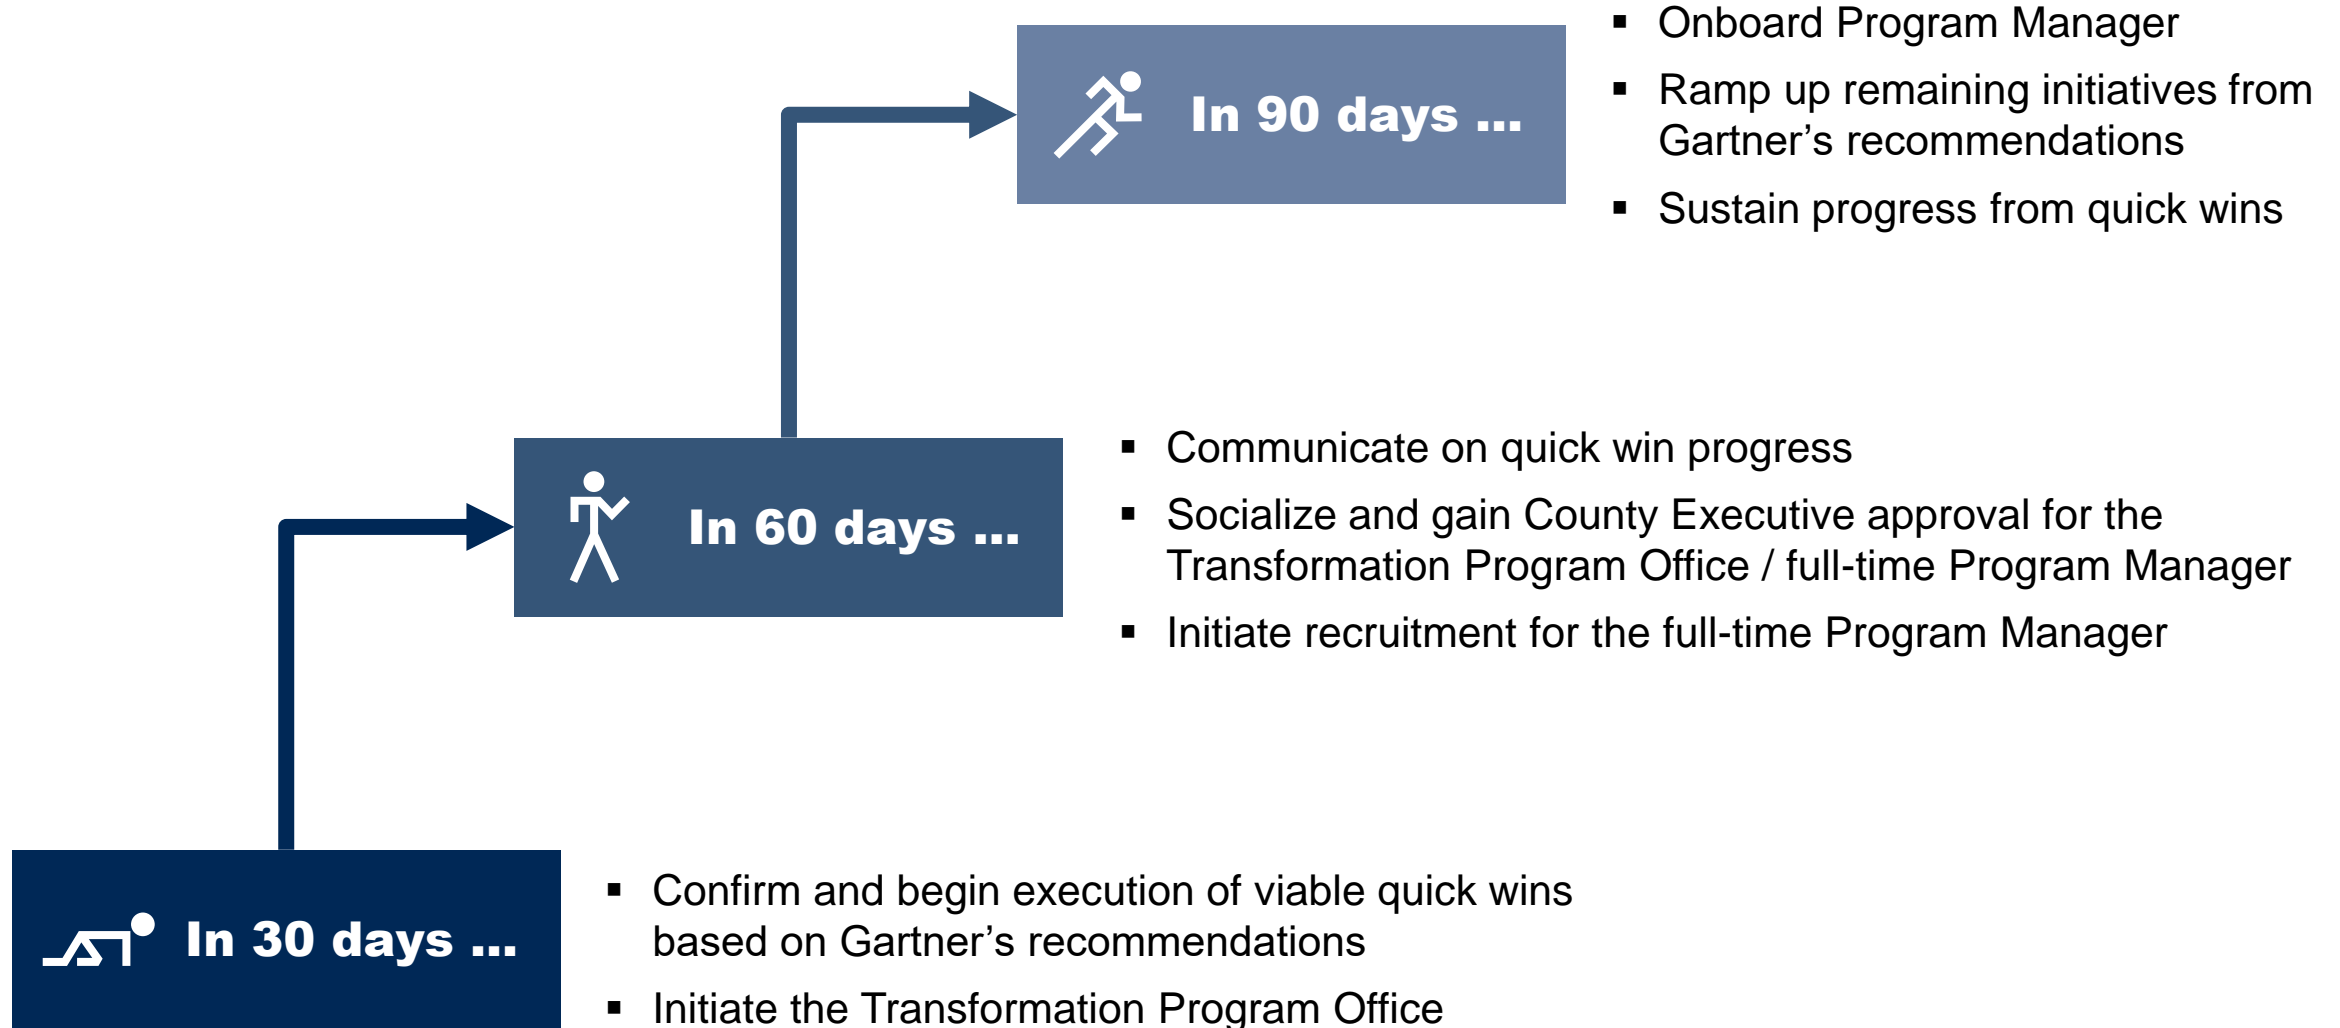 In 90 days ...
▪ Onboard Program Manager
▪ Ramp up remaining initiatives from
Gartner’s recommendations
▪ Sustain progress from quick wins
In 60 days ...
▪ Communicate on quick win progress
▪ Socialize and gain County Executive approval for the
Transformation Program Office / full-time Program Manager
▪ Initiate recruitment for the full-time Program Manager
In 30 days ...
▪ Confirm and begin execution of viable quick wins
based on Gartner’s recommendations
▪ Initiate the Transformation Program Office